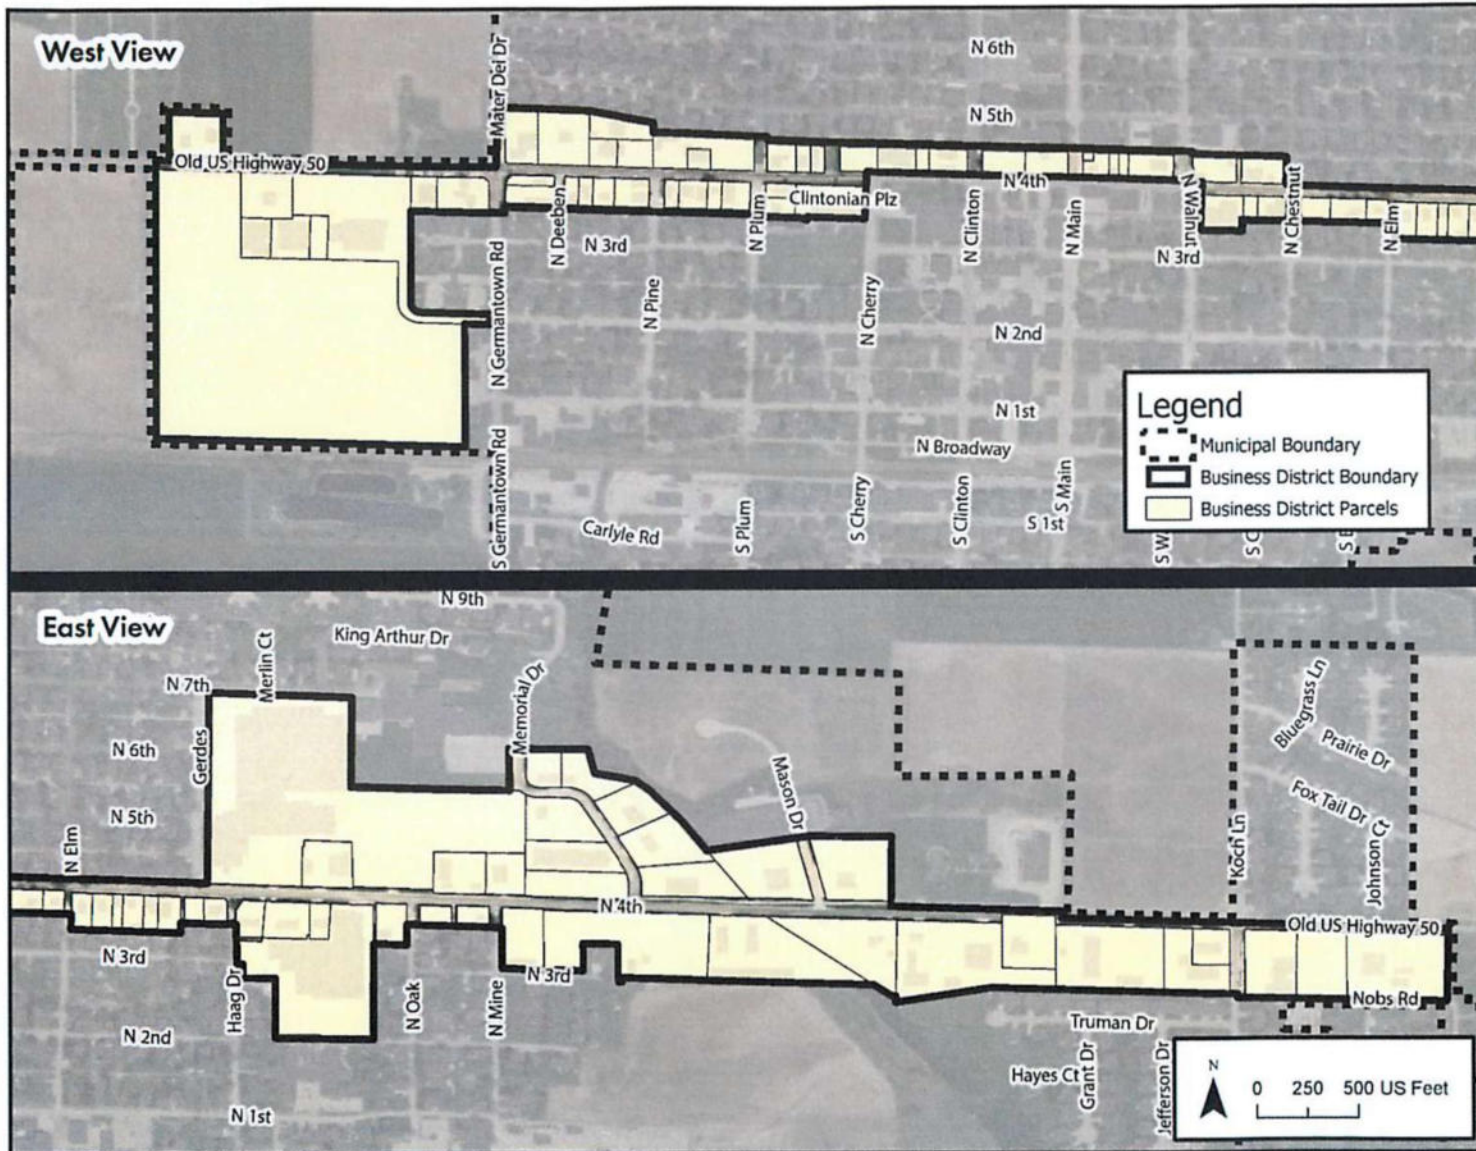 West View
Mater Del Dr
N 6th
N 5th
Old US Highway 50
N 4th
Clintonian Plz
N Deeben
N Plum
N Clinton
N Main
N Walnut
N Chestnut
N Elm
N 3rd
N 3rd
N Germantown Rd
N Pine
N Cherry
N 2nd
N 1st
N Broadway
S Germantown Rd
Carlyle Rd
S Plum
S Cherry
S Clinton
S Main
S 1st
S W
S C
Legend
Municipal Boundary
Business District Boundary
Business District Parcels
East View
N 9th
King Arthur Dr
Merlin Ct
N 7th
Memorial Dr
N 6th
Gerdes
N 5th
N Elm
Mason Dr
Bluegrass Ln
Prairie Dr
Fox Tail Dr
Koch Ln
Johnson Ct
N 4th
Old US Highway 50
N 3rd
N 3rd
Haag Dr
N Oak
N Mine
Nobs Rd
N 2nd
Truman Dr
Hayes Ct
Grant Dr
Jefferson Dr
N 1st
N
0 250 500 US Feet